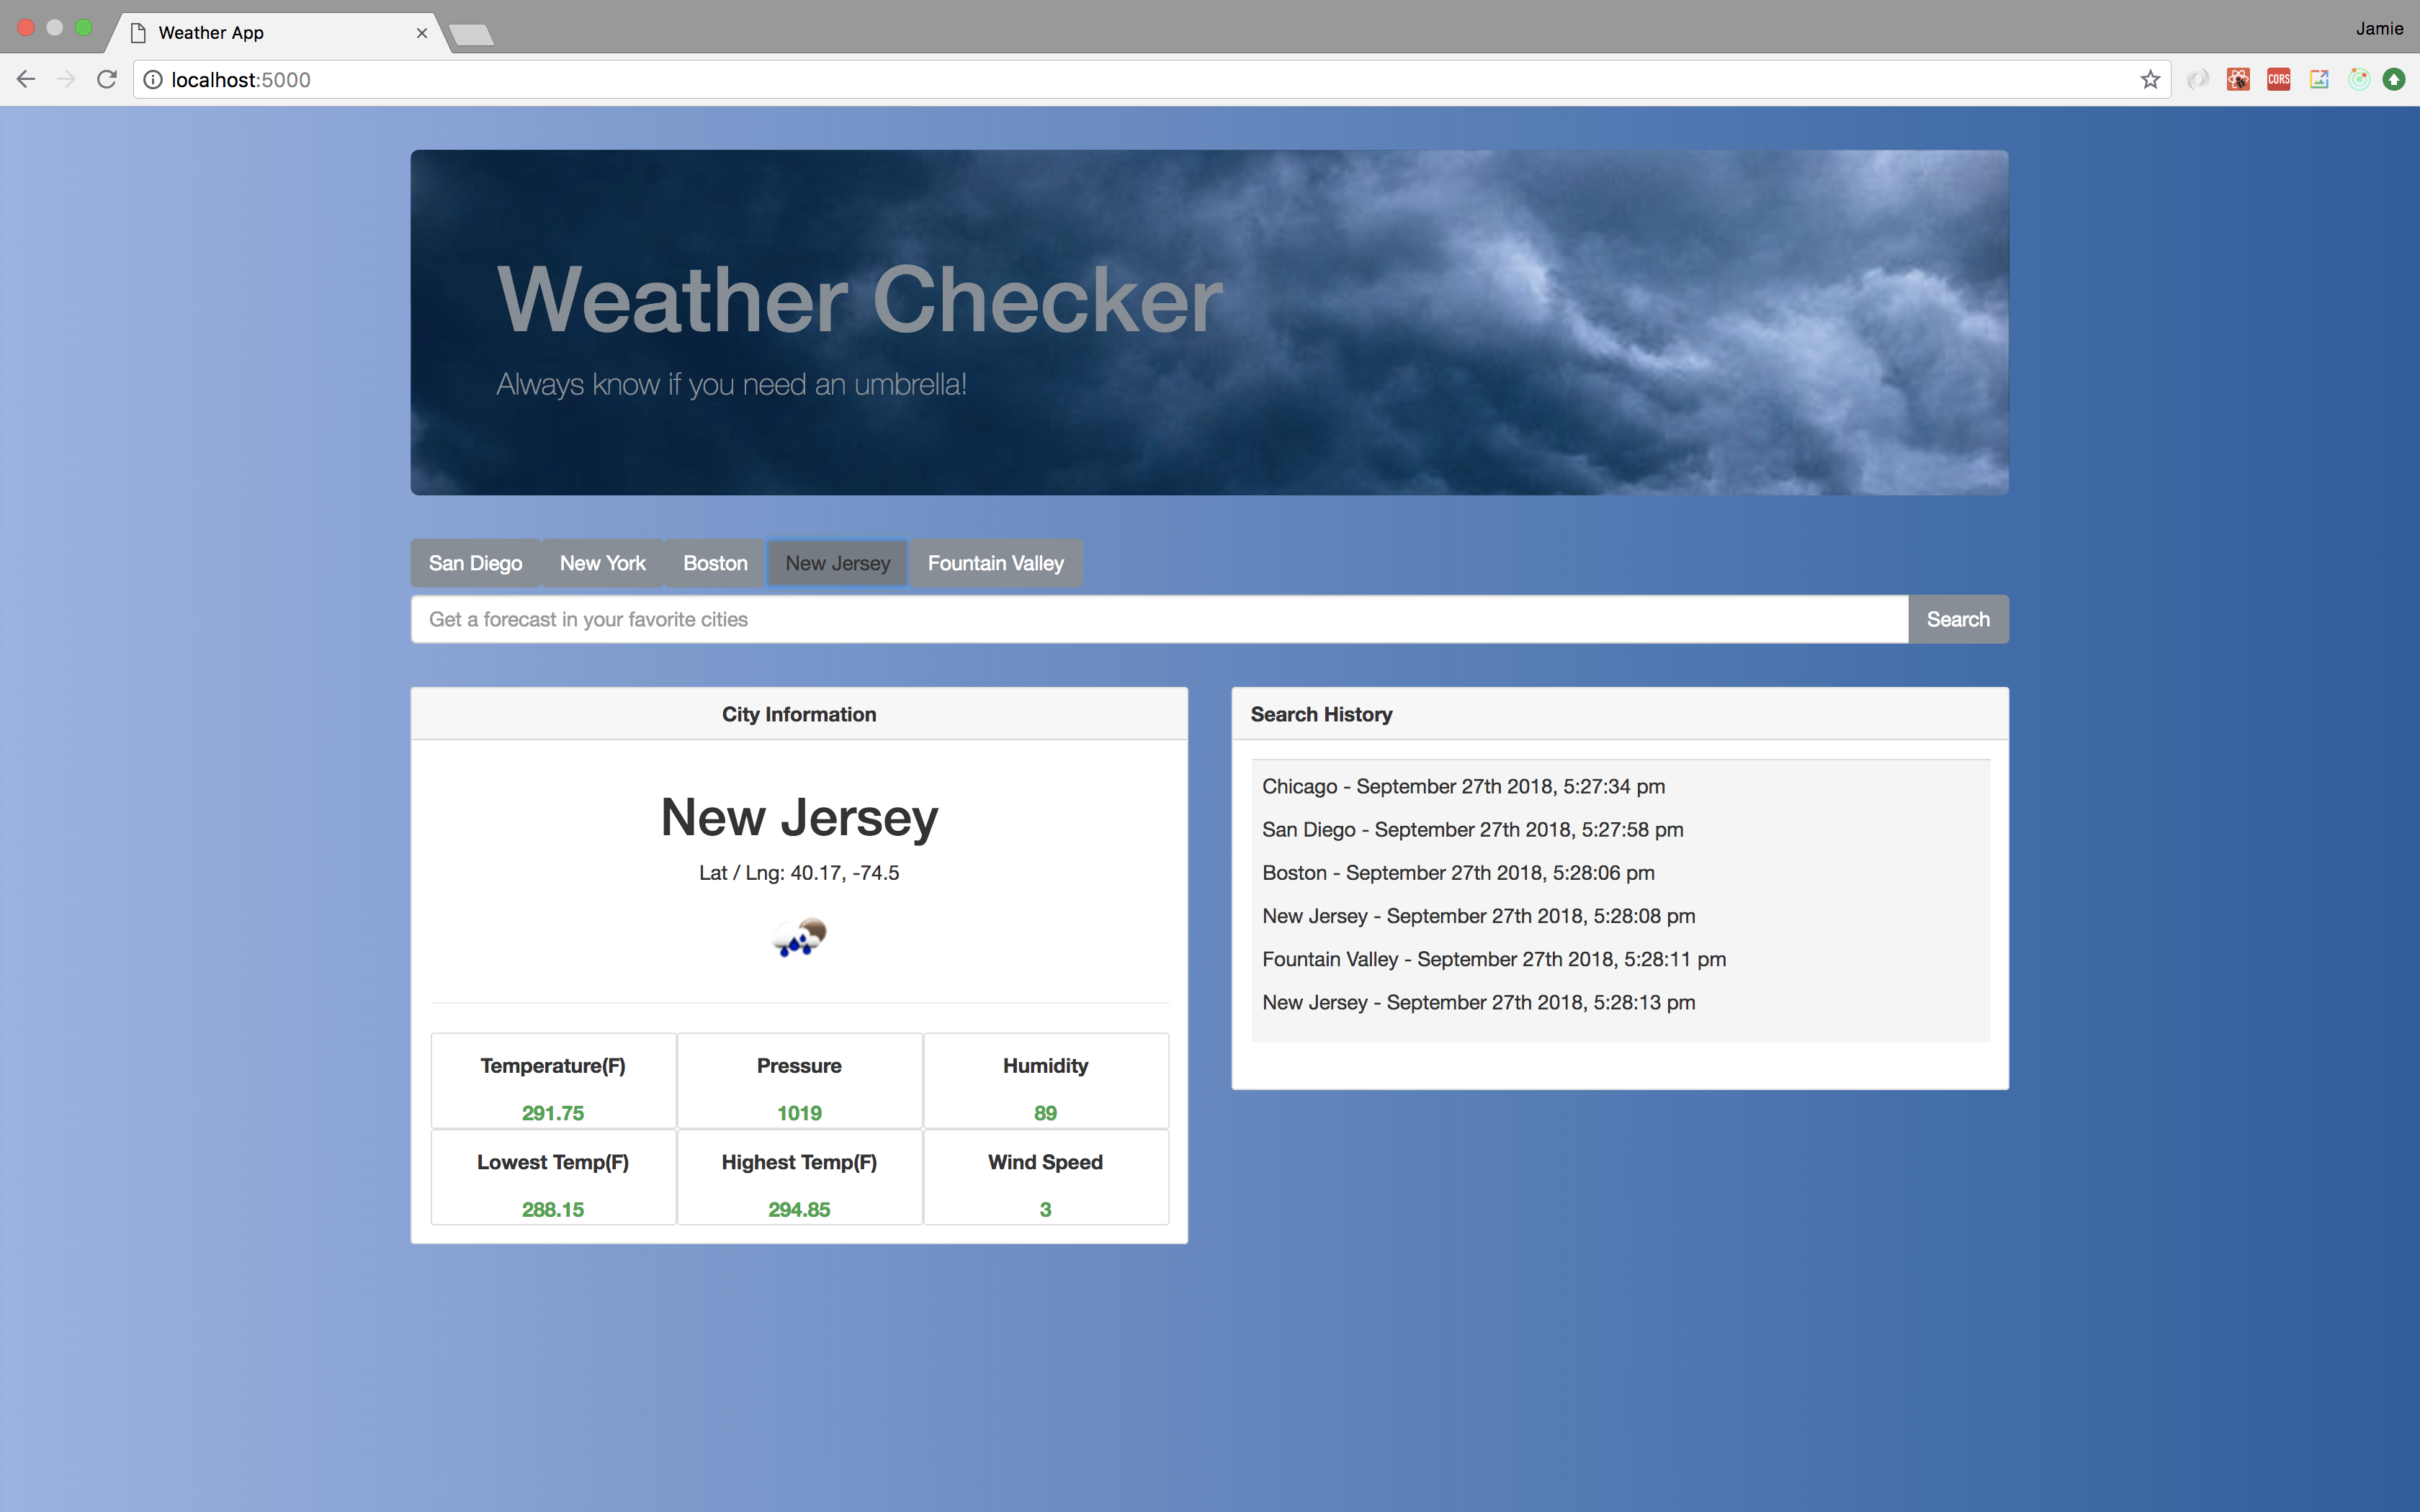 Weather App
Jamie
localhost:5000
CORS
Weather Checker
Always know if you need an umbrella!
San Diego New York Boston New Jersey Fountain Valley
Get a forecast in your favorite cities Search
City Information
New Jersey
Lat / Lng: 40.17, -74.5
Temperature(F) Pressure Humidity
291.75 1019 89
Lowest Temp(F) Highest Temp(F) Wind Speed
288.15 294.85 3
Search History
Chicago - September 27th 2018, 5:27:34 pm
San Diego - September 27th 2018, 5:27:58 pm
Boston - September 27th 2018, 5:28:06 pm
New Jersey - September 27th 2018, 5:28:08 pm
Fountain Valley - September 27th 2018, 5:28:11 pm
New Jersey - September 27th 2018, 5:28:13 pm